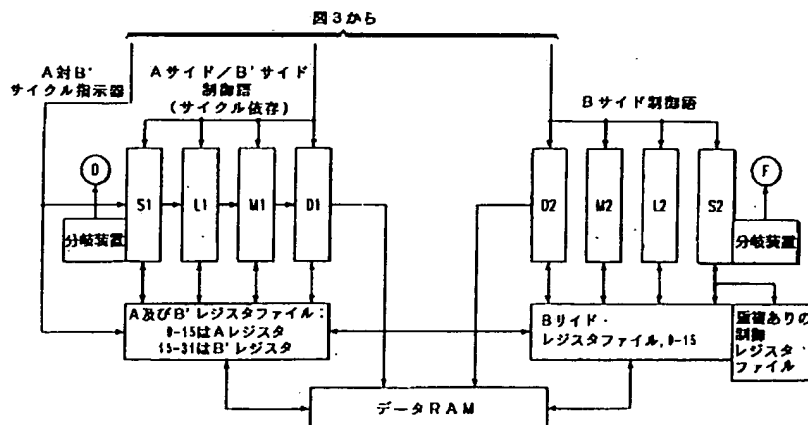 図3から
A対B'
サイクル指示器
Aサイド/B'サイド
制御語
(サイクル依存)
Bサイド制御語
D
S1
L1
M1
D1
D2
M2
L2
S2
F
分岐装置
分岐装置
A及びB'レジスタファイル:
0-15はAレジスタ
15-31はB'レジスタ
Bサイド・
レジスタファイル,0-15
重複ありの
制御
レジスタ・
ファイル
データRAM